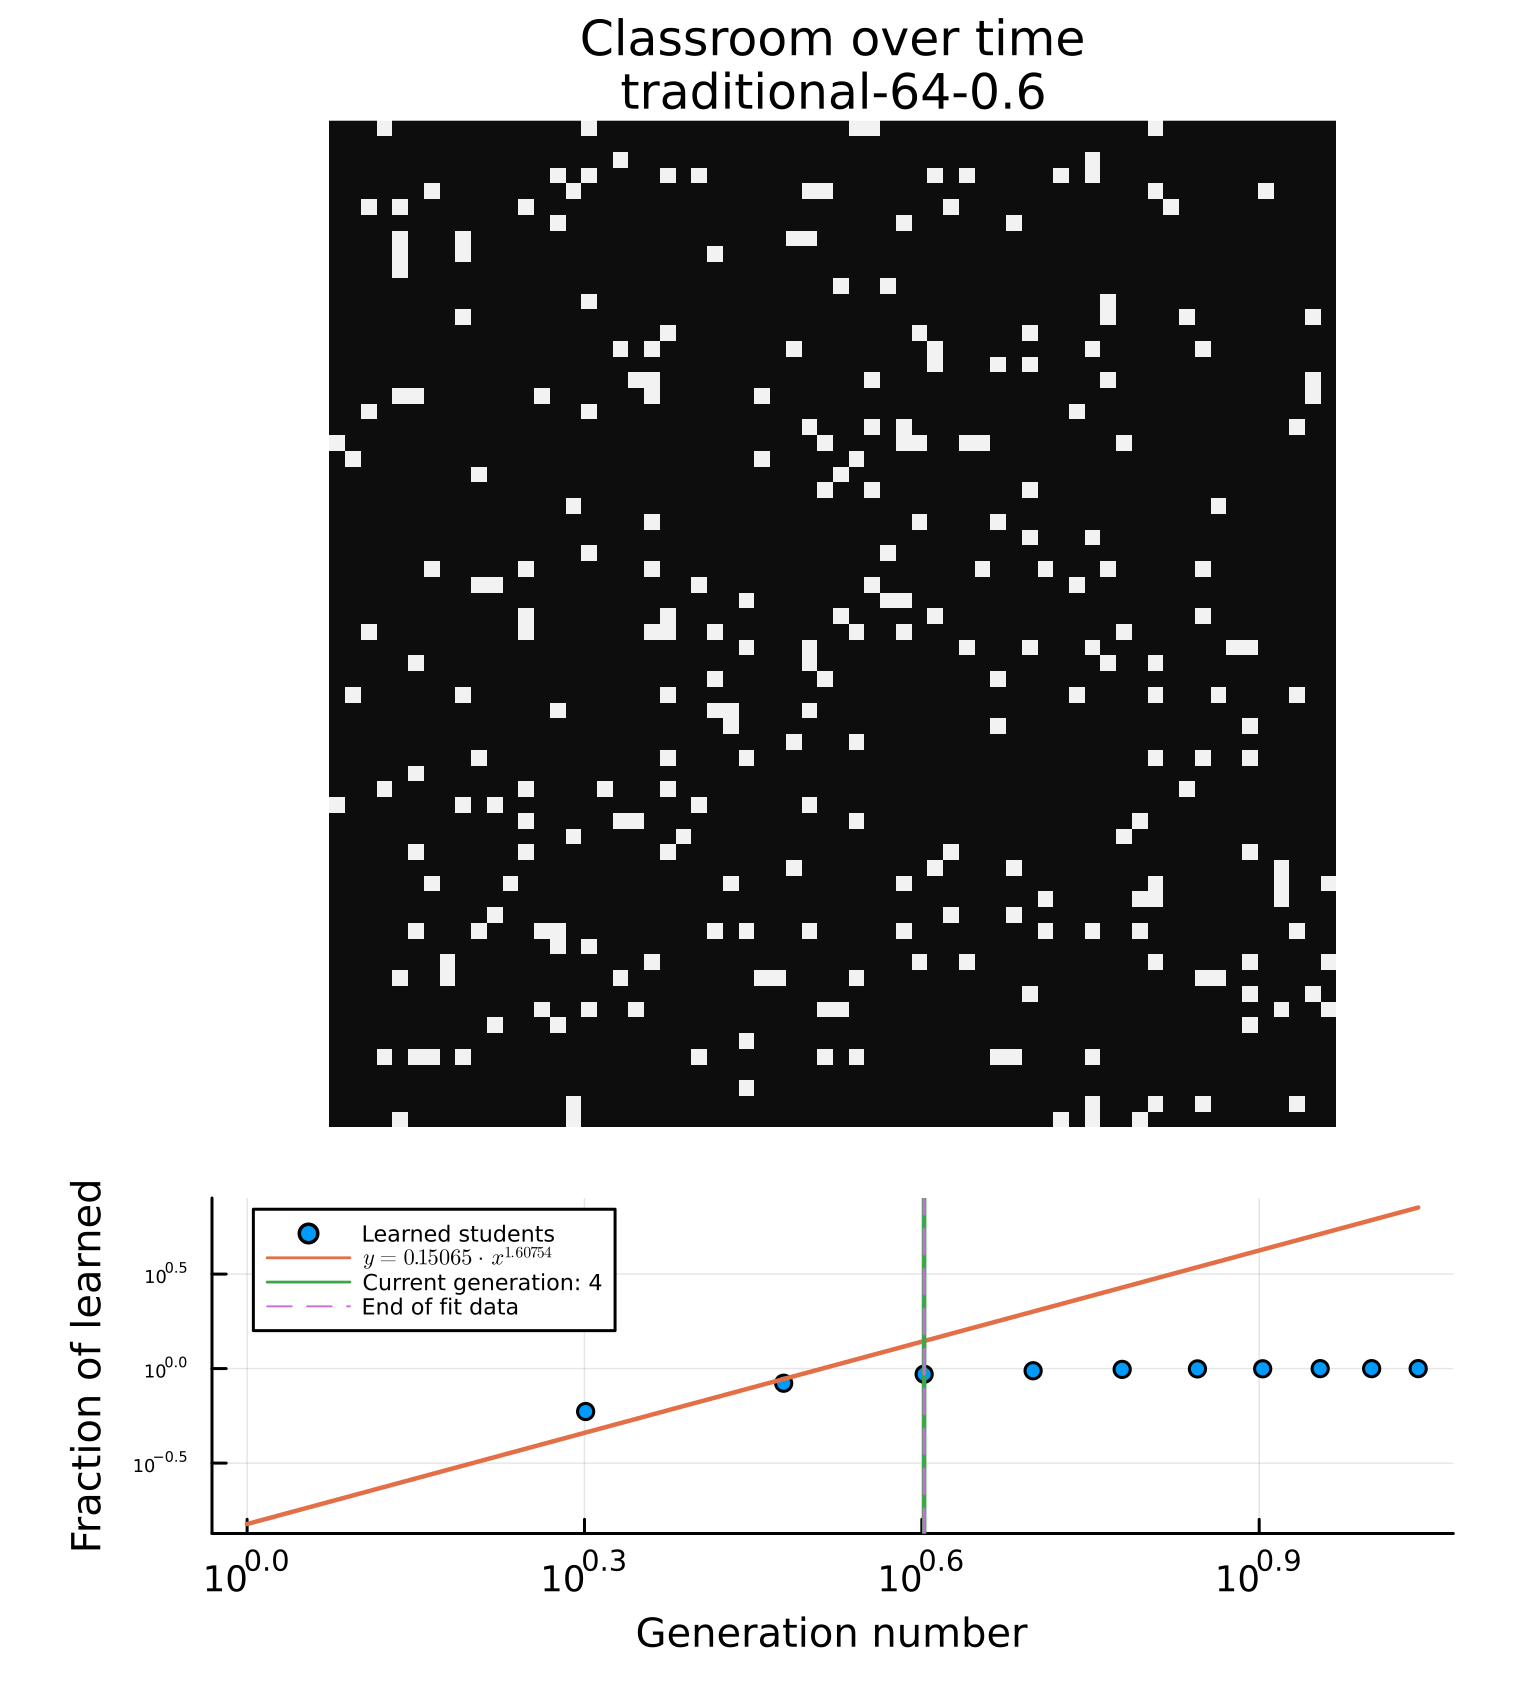 Classroom over time
traditional-64-0.6
Fraction of learned
Learned students
y = 0.15065 · x^1.60754
Current generation: 4
End of fit data
10^0.5
10^0.0
10^−0.5
10^0.0 10^0.3 10^0.6 10^0.9
Generation number